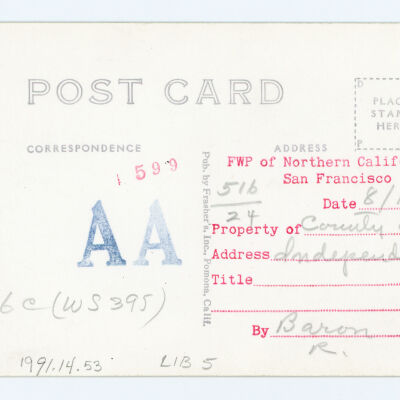 POST CARD
PLAC
STAM
HER
CORRESPONDENCE
ADDRESS
1599
Pub. by Frasher's, Inc., Pomona, Calif.
FWP of Northern Calif
San Francisco
516
24
Date 8/1
Property of County
Address Independ
Title
By Baron
R.
AA
6c (WS 395)
1991.14.53
LIB 5